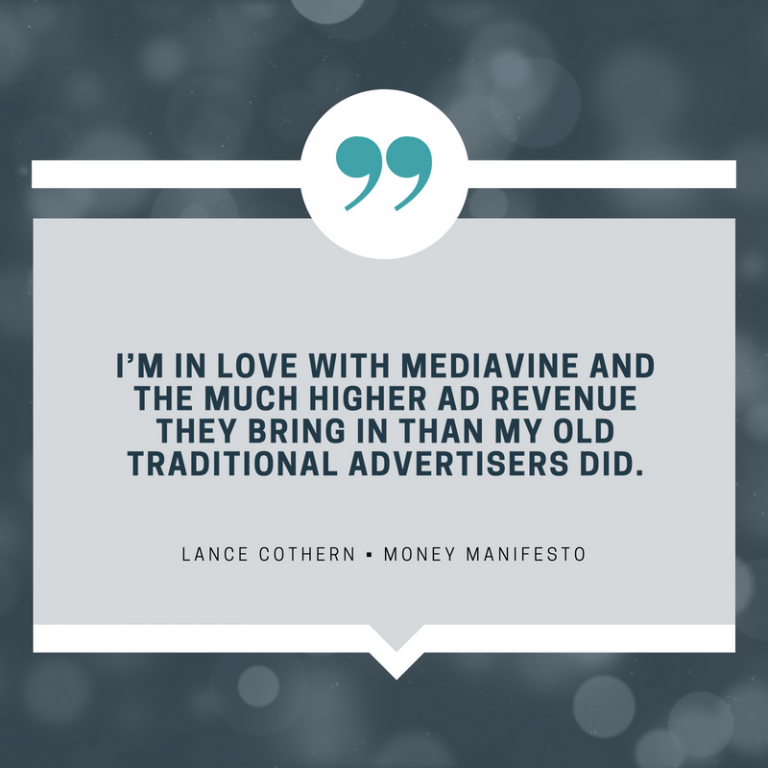 ”
I’M IN LOVE WITH MEDIAVINE AND
THE MUCH HIGHER AD REVENUE
THEY BRING IN THAN MY OLD
TRADITIONAL ADVERTISERS DID.
LANCE COTHERN ▪ MONEY MANIFESTO